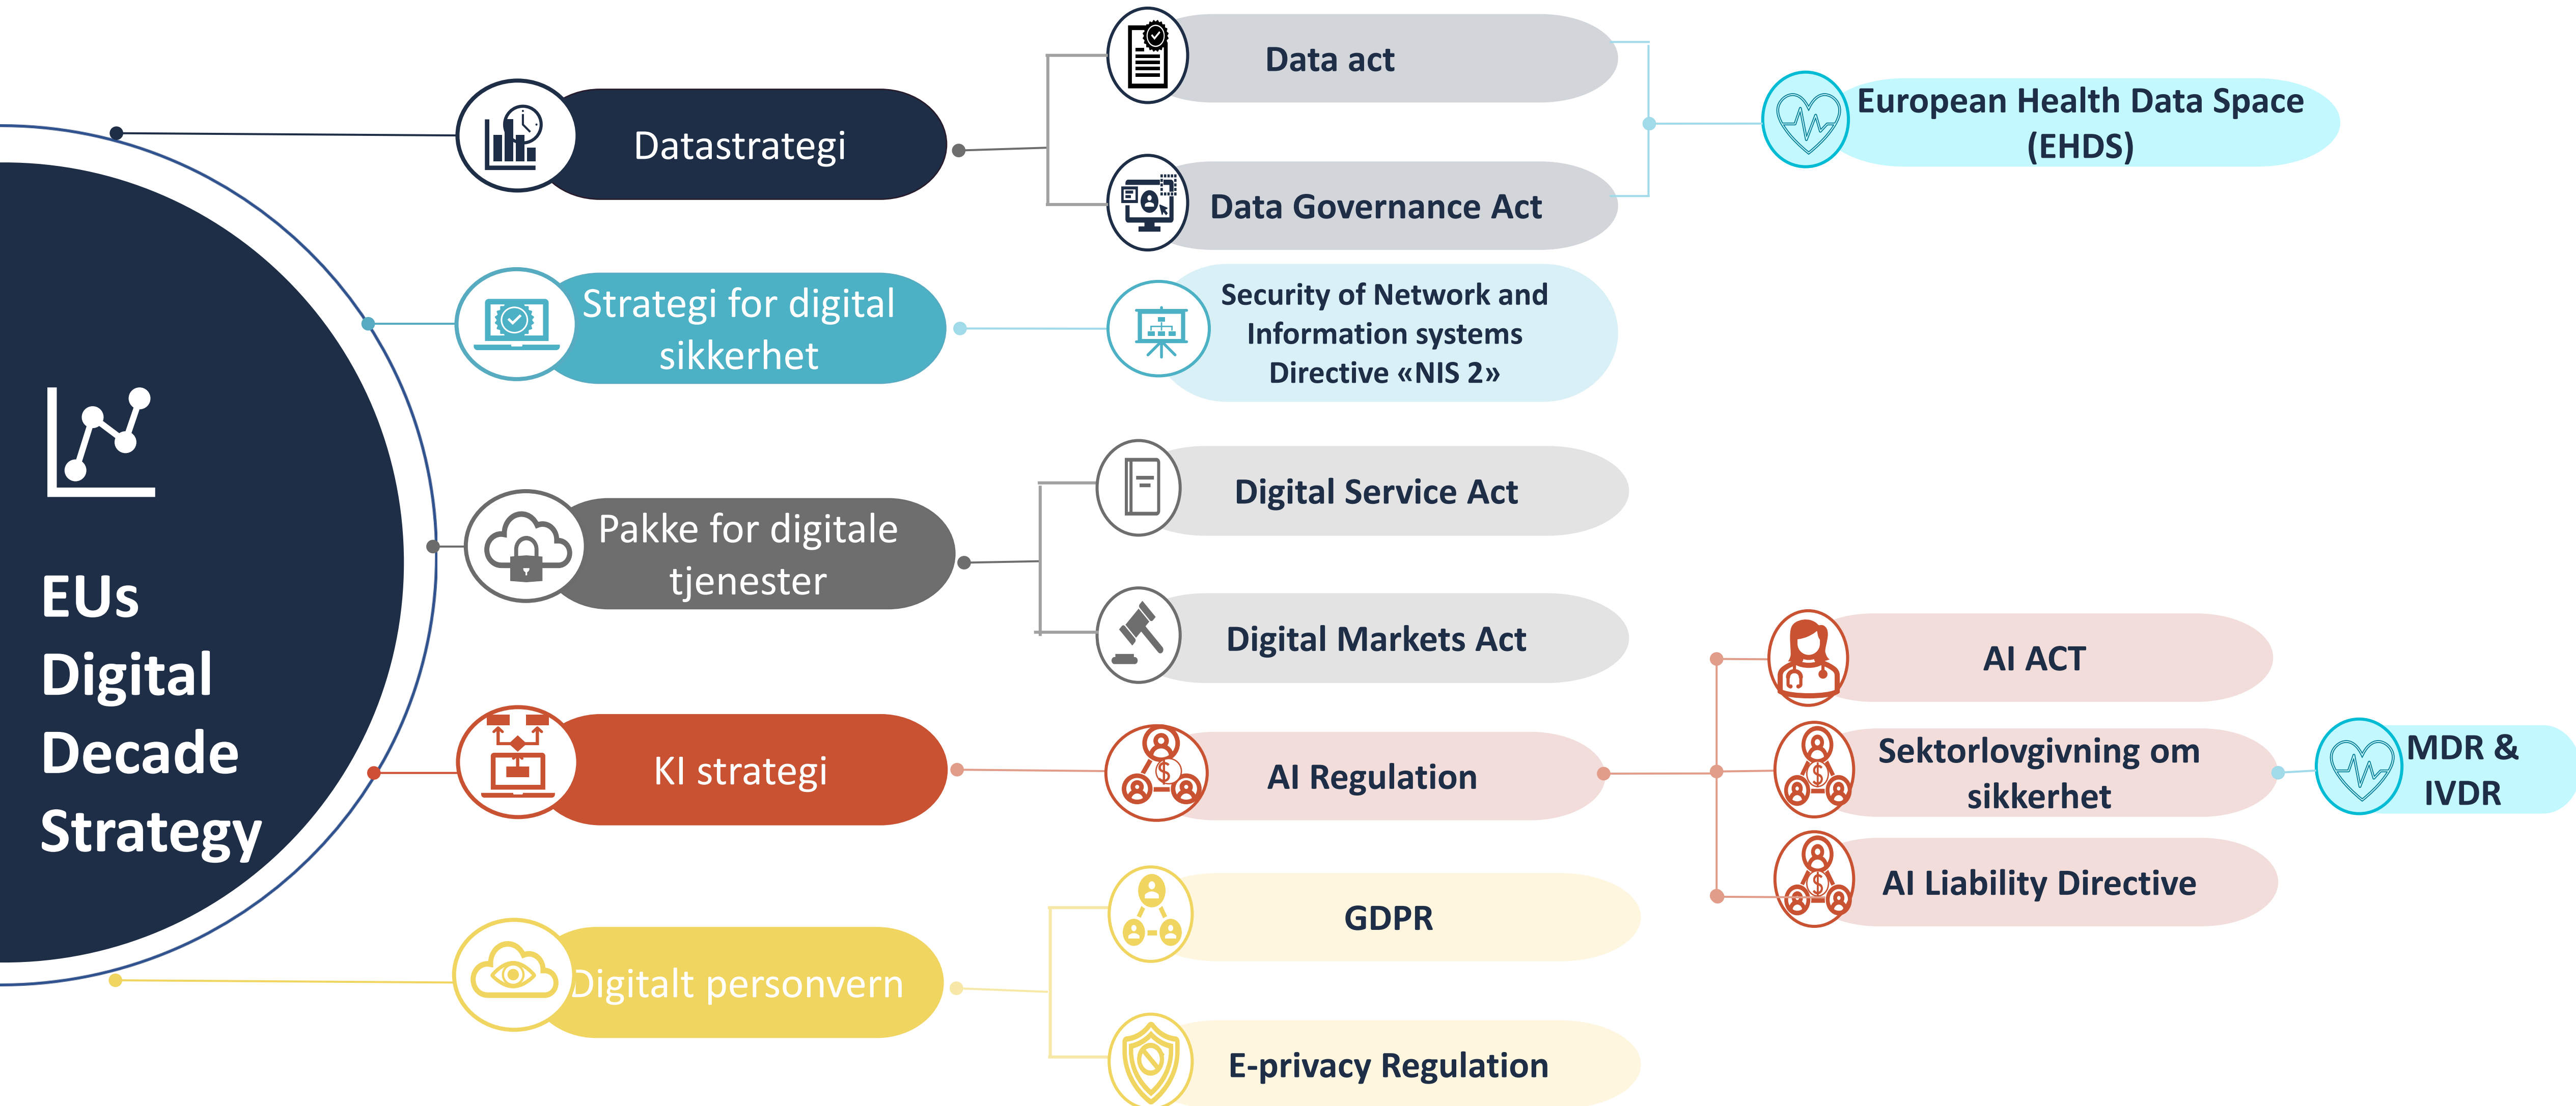 EUs
Digital
Decade
Strategy
Datastrategi
Data act
Data Governance Act
European Health Data Space
(EHDS)
Strategi for digital
sikkerhet
Security of Network and
Information systems
Directive «NIS 2»
Pakke for digitale
tjenester
Digital Service Act
Digital Markets Act
KI strategi
AI Regulation
AI ACT
Sektorlovgivning om
sikkerhet
MDR &
IVDR
AI Liability Directive
Digitalt personvern
GDPR
E-privacy Regulation